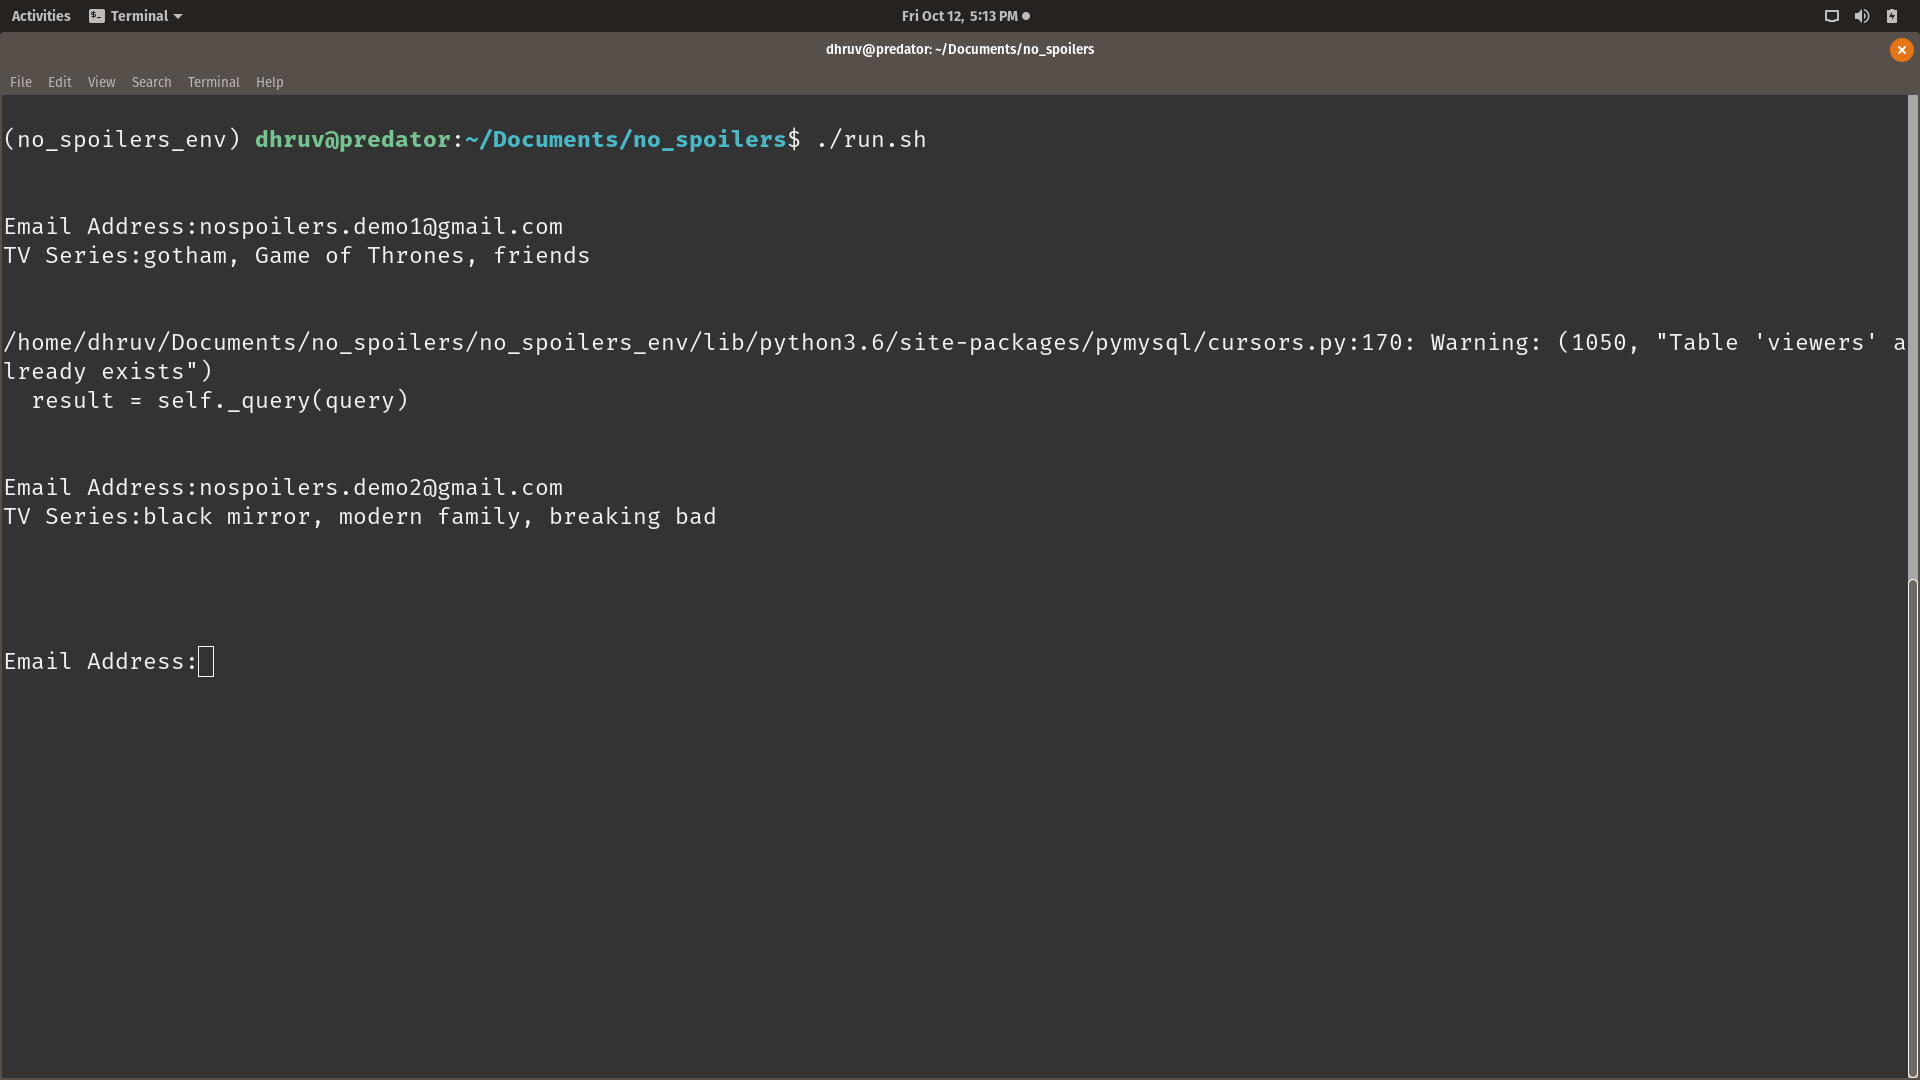 Activities Terminal Fri Oct 12, 5:13 PM
dhruv@predator: ~/Documents/no_spoilers
File Edit View Search Terminal Help
(no_spoilers_env) dhruv@predator:~/Documents/no_spoilers$ ./run.sh
Email Address:nospoilers.demo1@gmail.com
TV Series:gotham, Game of Thrones, friends
/home/dhruv/Documents/no_spoilers/no_spoilers_env/lib/python3.6/site-packages/pymysql/cursors.py:170: Warning: (1050, "Table 'viewers' a
lready exists")
  result = self._query(query)
Email Address:nospoilers.demo2@gmail.com
TV Series:black mirror, modern family, breaking bad
Email Address: